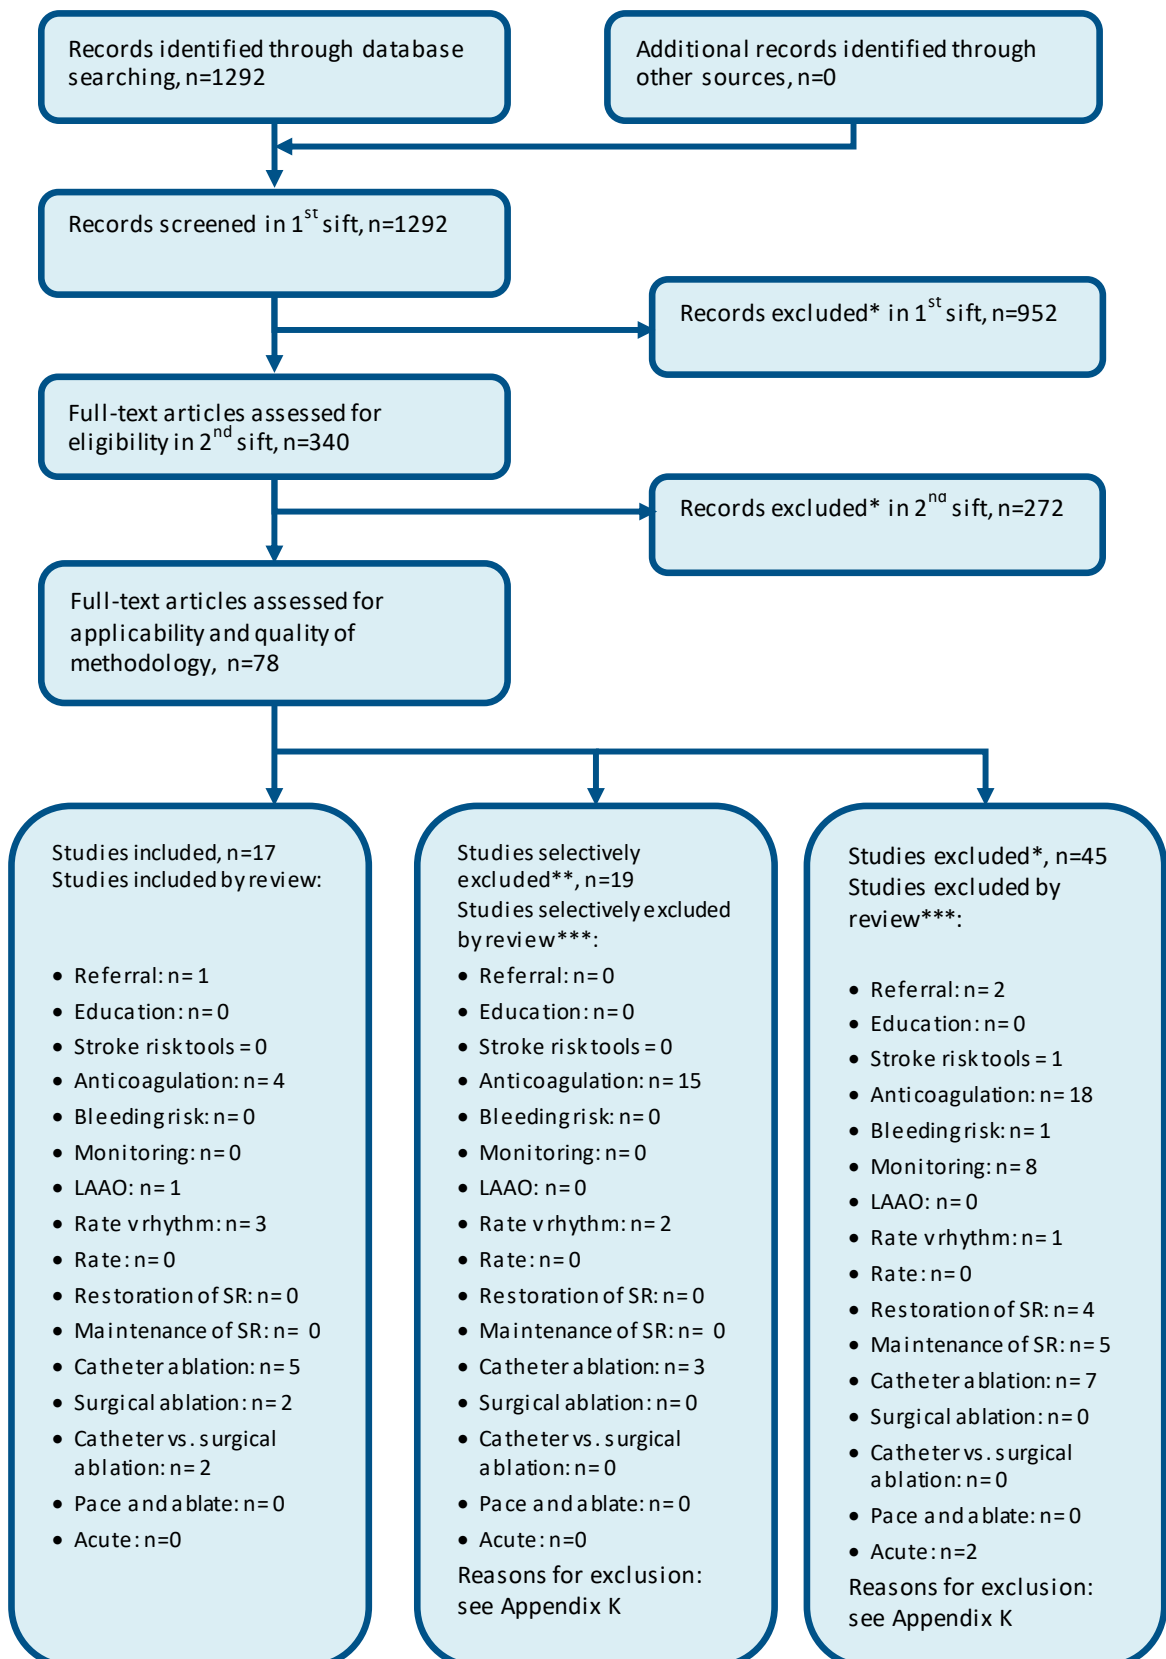 Records identified through database
searching, n=1292
Additional records identified through
other sources, n=0
Records screened in 1st sift, n=1292
Records excluded* in 1st sift, n=952
Full-text articles assessed for
eligibility in 2nd sift, n=340
Records excluded* in 2nd sift, n=272
Full-text articles assessed for
applicability and quality of
methodology, n=78
Studies included, n=17
Studies included by review:
• Referral: n= 1
• Education: n= 0
• Stroke risk tools = 0
• Anticoagulation: n= 4
• Bleeding risk: n= 0
• Monitoring: n= 0
• LAAO: n= 1
• Rate v rhythm: n= 3
• Rate: n= 0
• Restoration of SR: n= 0
• Maintenance of SR: n= 0
• Catheter ablation: n= 5
• Surgical ablation: n= 2
• Catheter vs. surgical
ablation: n= 2
• Pace and ablate: n= 0
• Acute: n=0
Studies selectively
excluded**, n=19
Studies selectively excluded
by review***:
• Referral: n= 0
• Education: n= 0
• Stroke risk tools = 0
• Anticoagulation: n= 15
• Bleeding risk: n= 0
• Monitoring: n= 0
• LAAO: n= 0
• Rate v rhythm: n= 2
• Rate: n= 0
• Restoration of SR: n= 0
• Maintenance of SR: n= 0
• Catheter ablation: n= 3
• Surgical ablation: n= 0
• Catheter vs. surgical
ablation: n= 0
• Pace and ablate: n= 0
• Acute: n=0
Reasons for exclusion:
see Appendix K
Studies excluded*, n=45
Studies excluded by
review***:
• Referral: n= 2
• Education: n= 0
• Stroke risk tools = 1
• Anticoagulation: n= 18
• Bleeding risk: n= 1
• Monitoring: n= 8
• LAAO: n= 0
• Rate v rhythm: n= 1
• Rate: n= 0
• Restoration of SR: n= 4
• Maintenance of SR: n= 5
• Catheter ablation: n= 7
• Surgical ablation: n= 0
• Catheter vs. surgical
ablation: n= 0
• Pace and ablate: n= 0
• Acute: n=2
Reasons for exclusion:
see Appendix K